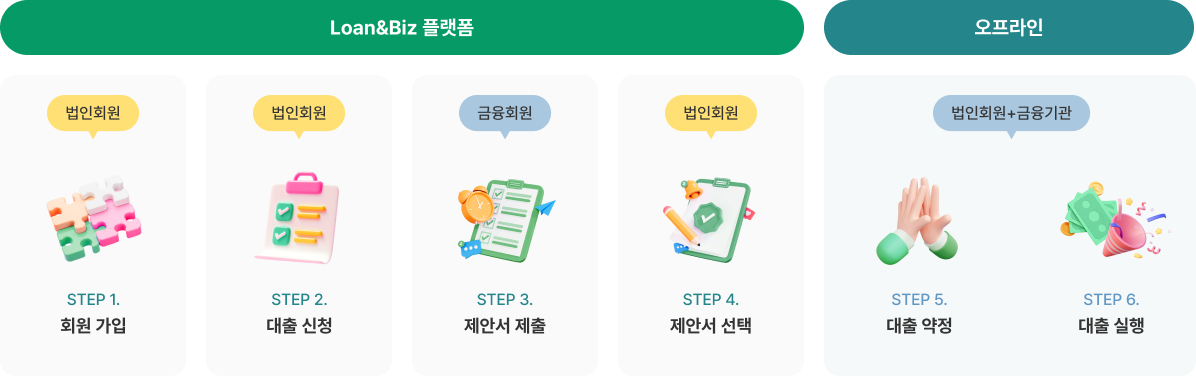 Loan&Biz 플랫폼
오프라인
법인회원
법인회원
금융회원
법인회원
법인회원+금융기관
STEP 1.
회원 가입
STEP 2.
대출 신청
STEP 3.
제안서 제출
STEP 4.
제안서 선택
STEP 5.
대출 약정
STEP 6.
대출 실행